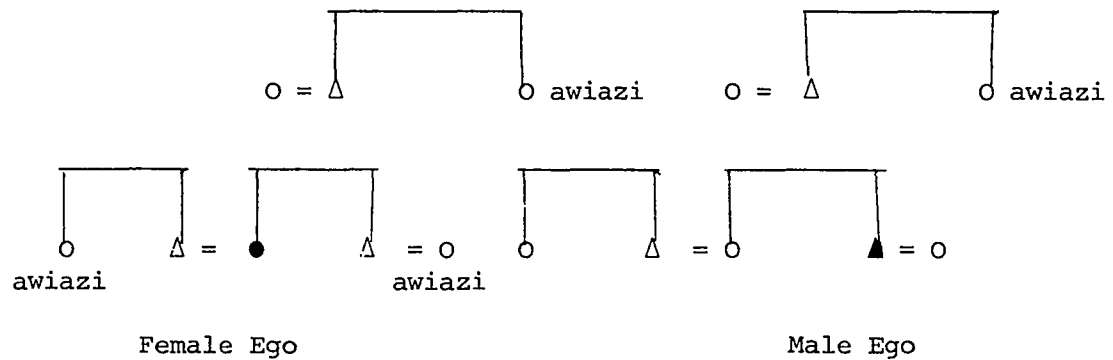 O = Δ O awiazi O = Δ O awiazi
O Δ = ● Δ = O O Δ = O ▲ = O
awiazi awiazi
Female Ego Male Ego